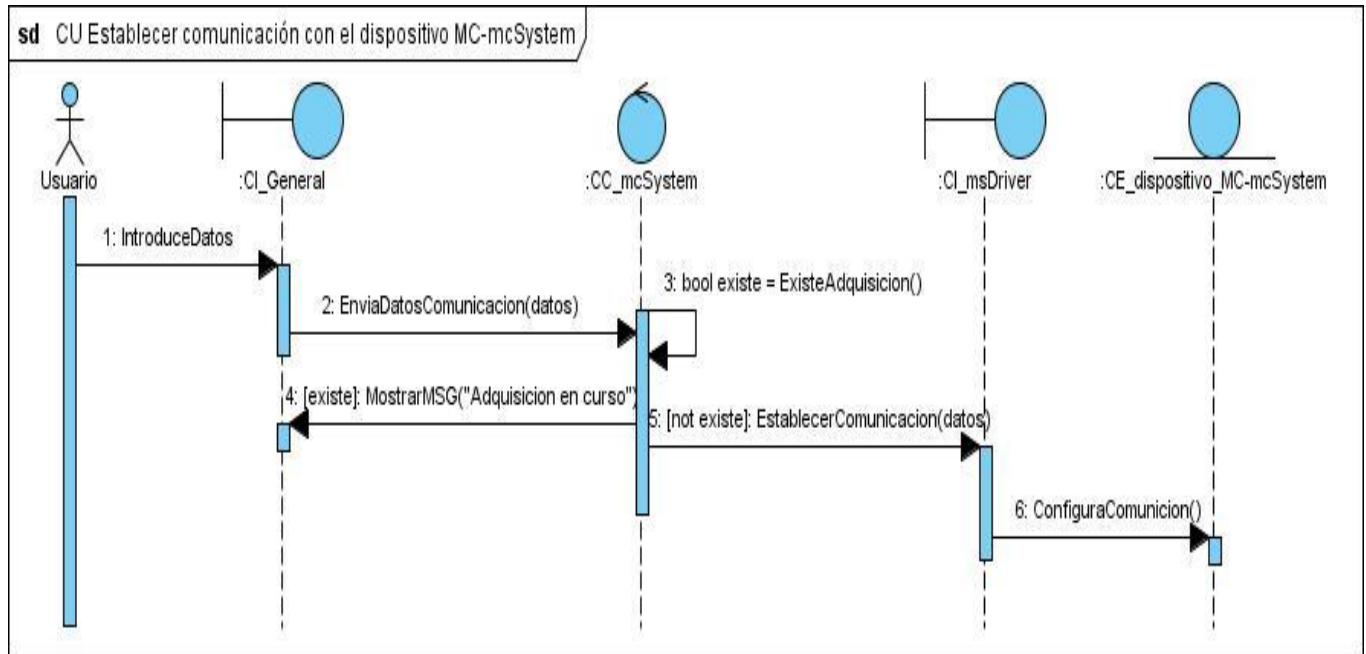 sd CU Establecer comunicación con el dispositivo MC-mcSystem
Usuario
:CI_General
:CC_mcSystem
:CI_msDriver
:CE_dispositivo_MC-mcSystem
1: IntroduceDatos
2: EnviaDatosComunicacion(datos)
3: bool existe = ExisteAdquisicion()
4: [existe]: MostrarMSG("Adquisicion en curso")
5: [not existe]: EstablecerComunicacion(datos)
6: ConfiguraComunicion()